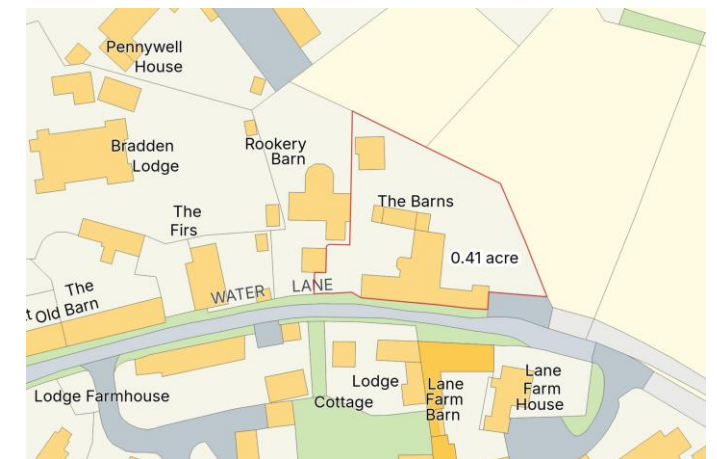 Pennywell
House
Bradden
Lodge
Rookery
Barn
The Barns
The
Firs
0.41 acre
WATER LANE
The
Old Barn
Lodge Farmhouse
Lodge
Cottage
Lane
Farm
Barn
Lane
Farm
House